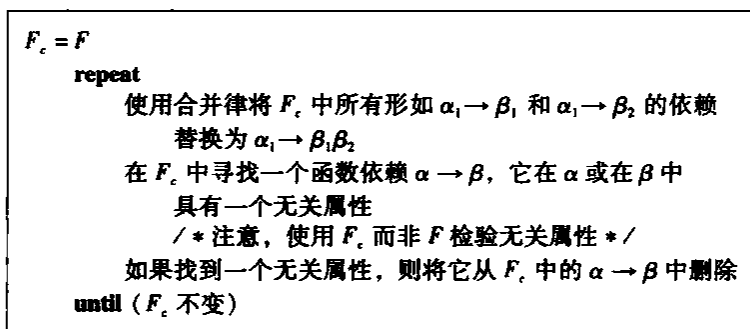 F_c = F
repeat
使用合并律将 F_c 中所有形如 α₁→β₁ 和 α₁→β₂ 的依赖
替换为 α₁→β₁β₂
在 F_c 中寻找一个函数依赖 α→β，它在 α 或在 β 中
具有一个无关属性
/＊注意，使用 F_c 而非 F 检验无关属性＊/
如果找到一个无关属性，则将它从 F_c 中的 α→β 中删除
until（F_c 不变）